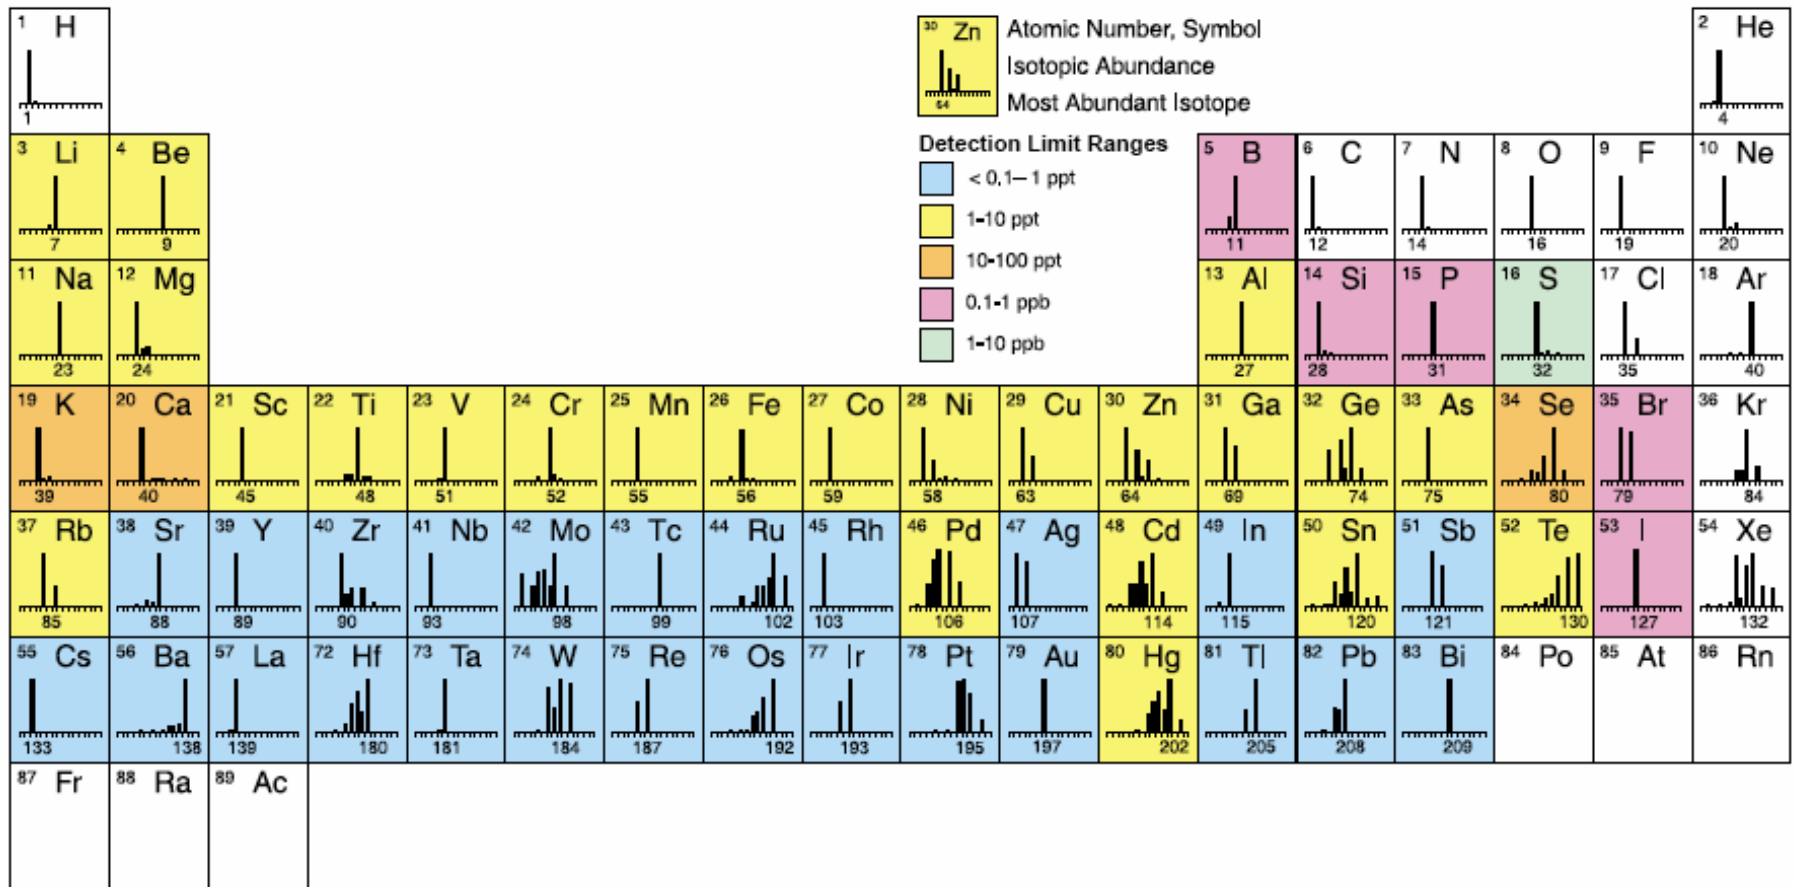 1 H
1
30 Zn
64
Atomic Number, Symbol
Isotopic Abundance
Most Abundant Isotope
2 He
4
Detection Limit Ranges
< 0.1– 1 ppt
1-10 ppt
10-100 ppt
0.1-1 ppb
1-10 ppb
3 Li 4 Be 5 B 6 C 7 N 8 O 9 F 10 Ne
7 9 11 12 14 16 19 20
11 Na 12 Mg 13 Al 14 Si 15 P 16 S 17 Cl 18 Ar
23 24 27 28 31 32 35 40
19 K 20 Ca 21 Sc 22 Ti 23 V 24 Cr 25 Mn 26 Fe 27 Co 28 Ni 29 Cu 30 Zn 31 Ga 32 Ge 33 As 34 Se 35 Br 36 Kr
39 40 45 48 51 52 55 56 59 58 63 64 69 74 75 80 79 84
37 Rb 38 Sr 39 Y 40 Zr 41 Nb 42 Mo 43 Tc 44 Ru 45 Rh 46 Pd 47 Ag 48 Cd 49 In 50 Sn 51 Sb 52 Te 53 I 54 Xe
85 88 89 90 93 98 99 102 103 106 107 114 115 120 121 130 127 132
55 Cs 56 Ba 57 La 72 Hf 73 Ta 74 W 75 Re 76 Os 77 Ir 78 Pt 79 Au 80 Hg 81 Tl 82 Pb 83 Bi 84 Po 85 At 86 Rn
133 138 139 180 181 184 187 192 193 195 197 202 205 208 209
87 Fr 88 Ra 89 Ac